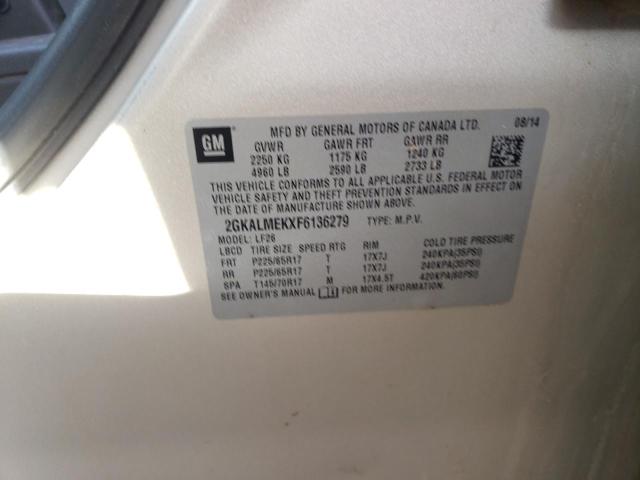 GM
MFD BY GENERAL MOTORS OF CANADA LTD. 08/14
GVWR GAWR FRT GAWR RR
2250 KG 1175 KG 1240 KG
4960 LB 2590 LB 2733 LB
THIS VEHICLE CONFORMS TO ALL APPLICABLE U.S. FEDERAL MOTOR
VEHICLE SAFETY AND THEFT PREVENTION STANDARDS IN EFFECT ON
THE DATE OF MANUFACTURE SHOWN ABOVE.
2GKALMEKXF6136279 TYPE: M.P.V.
MODEL: LF26
LBCD TIRE SIZE SPEED RTG RIM COLD TIRE PRESSURE
FRT P225/65R17 T 17X7J 240KPA(35PSI)
RR P225/65R17 T 17X7J 240KPA(35PSI)
SPA T145/70R17 M 17X4.5T 420KPA(60PSI)
SEE OWNER'S MANUAL FOR MORE INFORMATION.